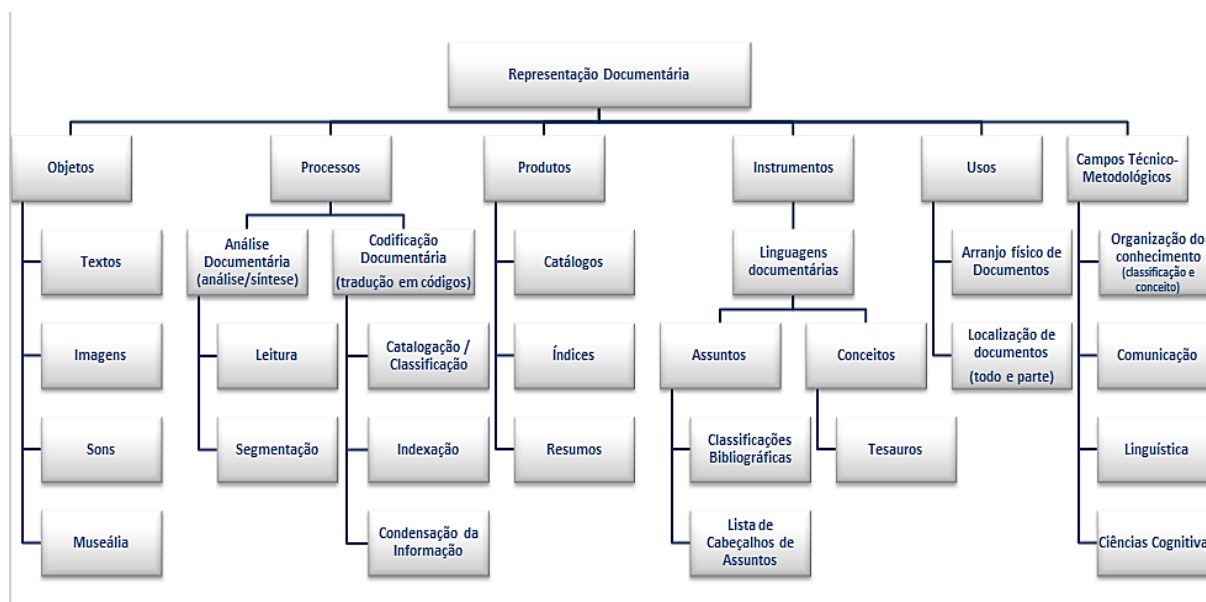 Representação Documentária
Objetos
Processos
Produtos
Instrumentos
Usos
Campos Técnico-
Metodológicos
Textos
Imagens
Sons
Museália
Análise
Documentária
(análise/síntese)
Leitura
Segmentação
Codificação
Documentária
(tradução em códigos)
Catalogação /
Classificação
Indexação
Condensação da
Informação
Catálogos
Índices
Resumos
Linguagens
documentárias
Assuntos
Classificações
Bibliográficas
Lista de
Cabeçalhos de
Assuntos
Conceitos
Tesauros
Arranjo físico de
Documentos
Localização de
documentos
(todo e parte)
Organização do
conhecimento
(classificação e
conceito)
Comunicação
Linguística
Ciências Cognitiva